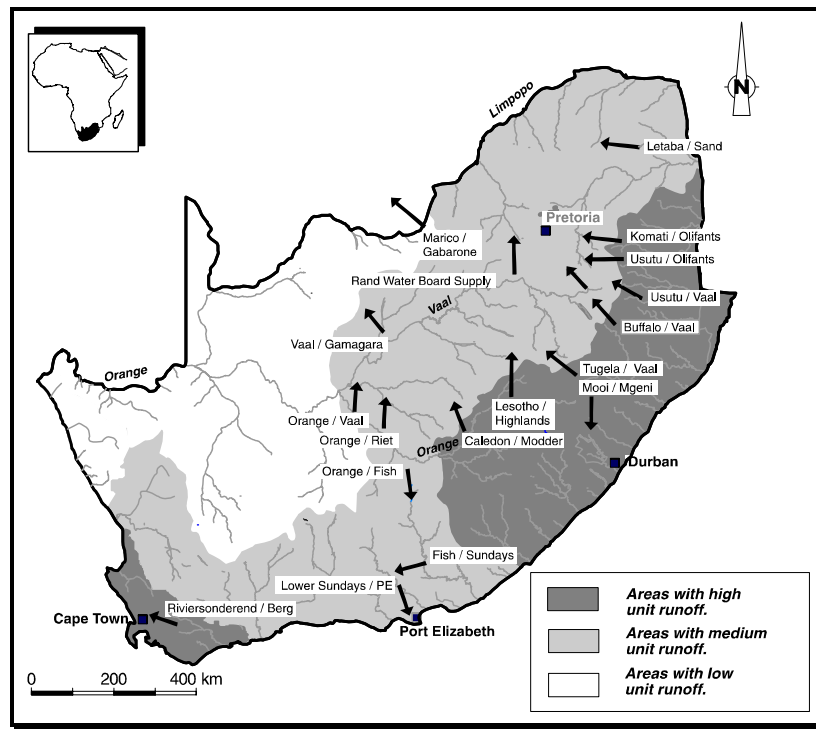 Limpopo
N
Letaba / Sand
Pretoria
Marico /
Gabarone
Komati / Olifants
Usutu / Olifants
Rand Water Board Supply
Usutu / Vaal
Vaal
Buffalo / Vaal
Vaal / Gamagara
Orange
Tugela / Vaal
Mooi / Mgeni
Lesotho /
Highlands
Orange / Vaal
Orange / Riet
Orange
Caledon / Modder
Orange / Fish
Durban
Fish / Sundays
Lower Sundays / PE
Riviersonderend / Berg
Cape Town
Port Elizabeth
Areas with high
unit runoff.
Areas with medium
unit runoff.
Areas with low
unit runoff.
0 200 400 km